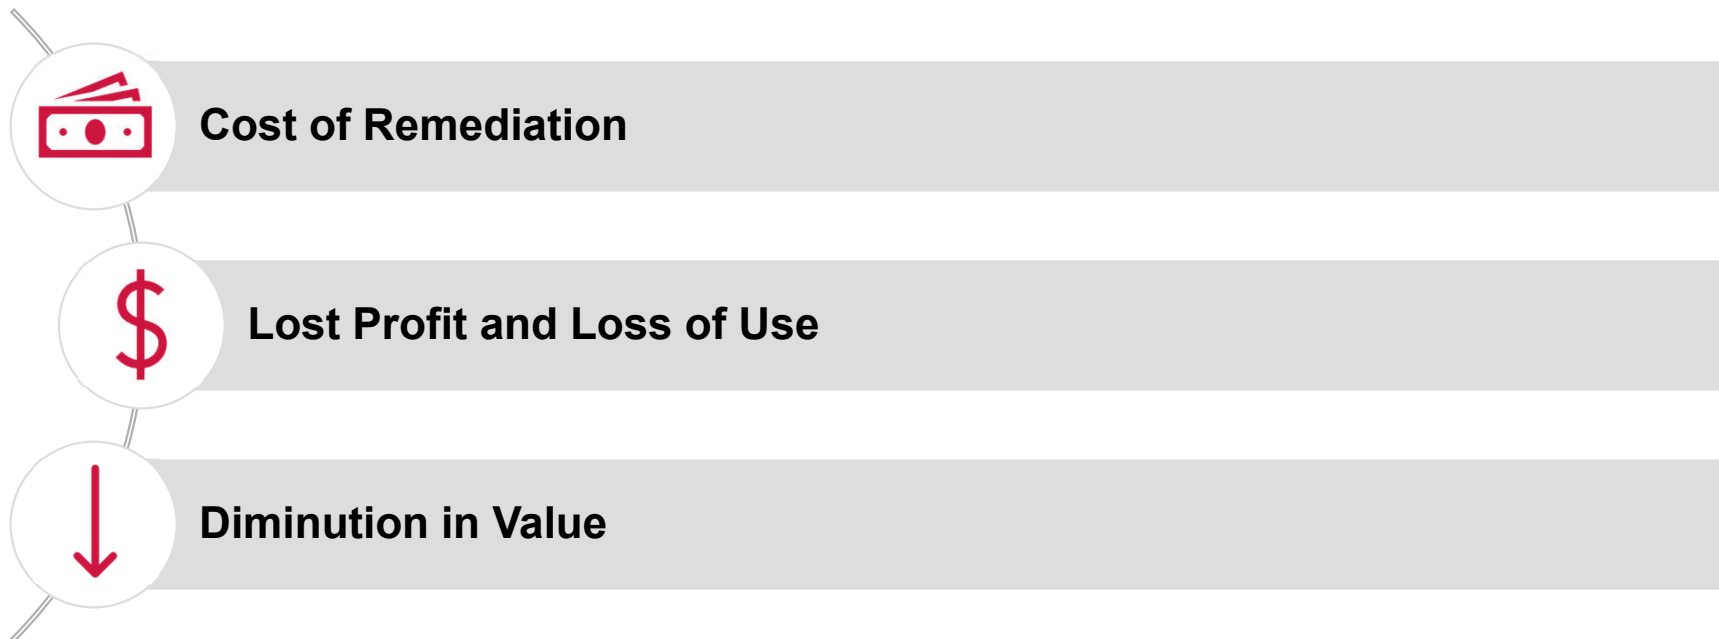 Cost of Remediation
Lost Profit and Loss of Use
Diminution in Value